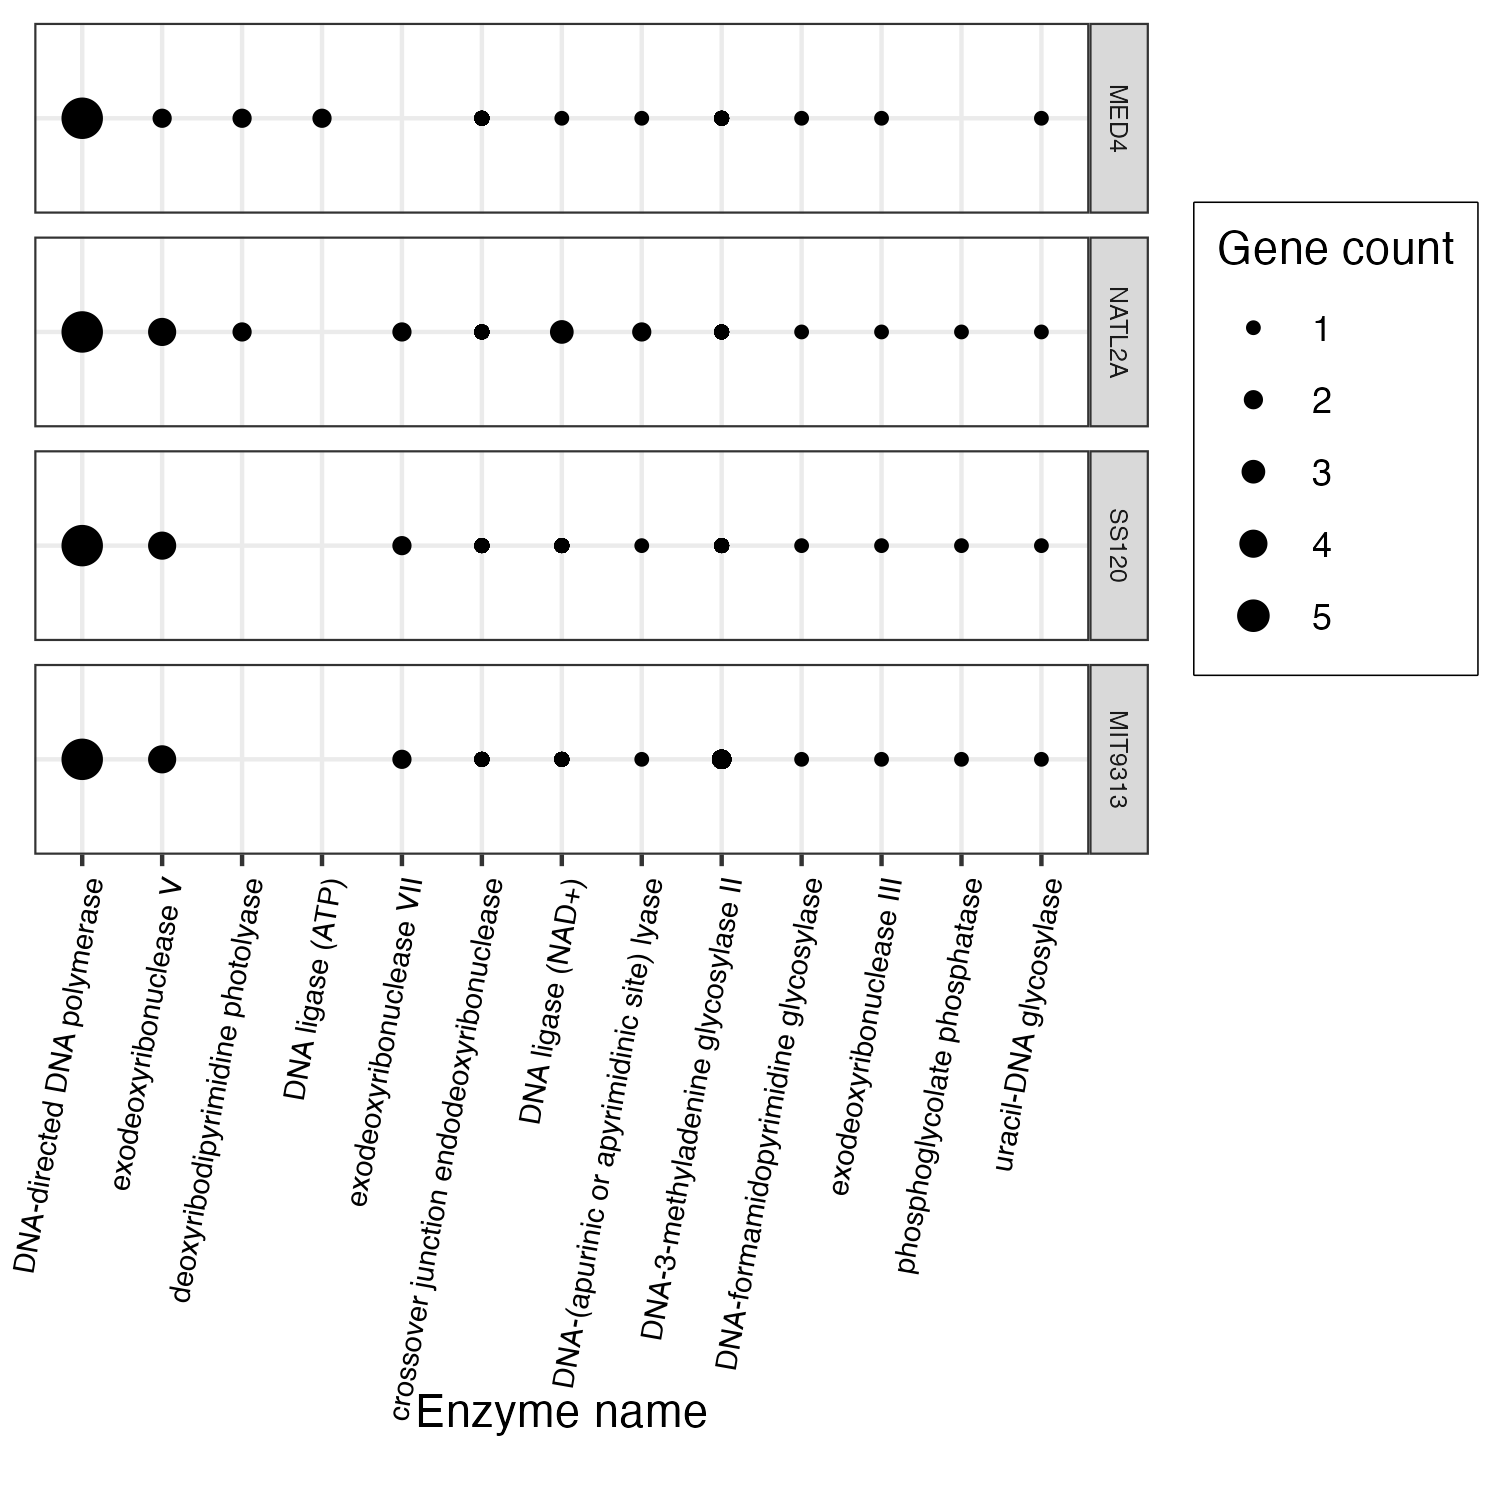 MED4
NATL2A
SS120
MIT9313
Gene count
1
2
3
4
5
DNA-directed DNA polymerase
exodeoxyribonuclease V
deoxyribodipyrimidine photolyase
DNA ligase (ATP)
exodeoxyribonuclease VII
crossover junction endodeoxyribonuclease
DNA ligase (NAD+)
DNA-(apurinic or apyrimidinic site) lyase
DNA-3-methyladenine glycosylase II
DNA-formamidopyrimidine glycosylase
exodeoxyribonuclease III
phosphoglycolate phosphatase
uracil-DNA glycosylase
Enzyme name